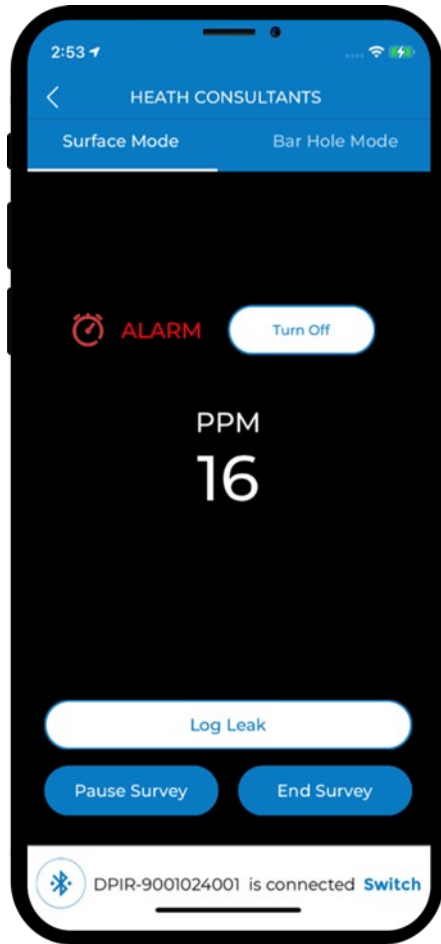 2:53
HEATH CONSULTANTS
Surface Mode Bar Hole Mode
ALARM Turn Off
PPM
16
Log Leak
Pause Survey End Survey
DPIR-9001024001 is connected Switch